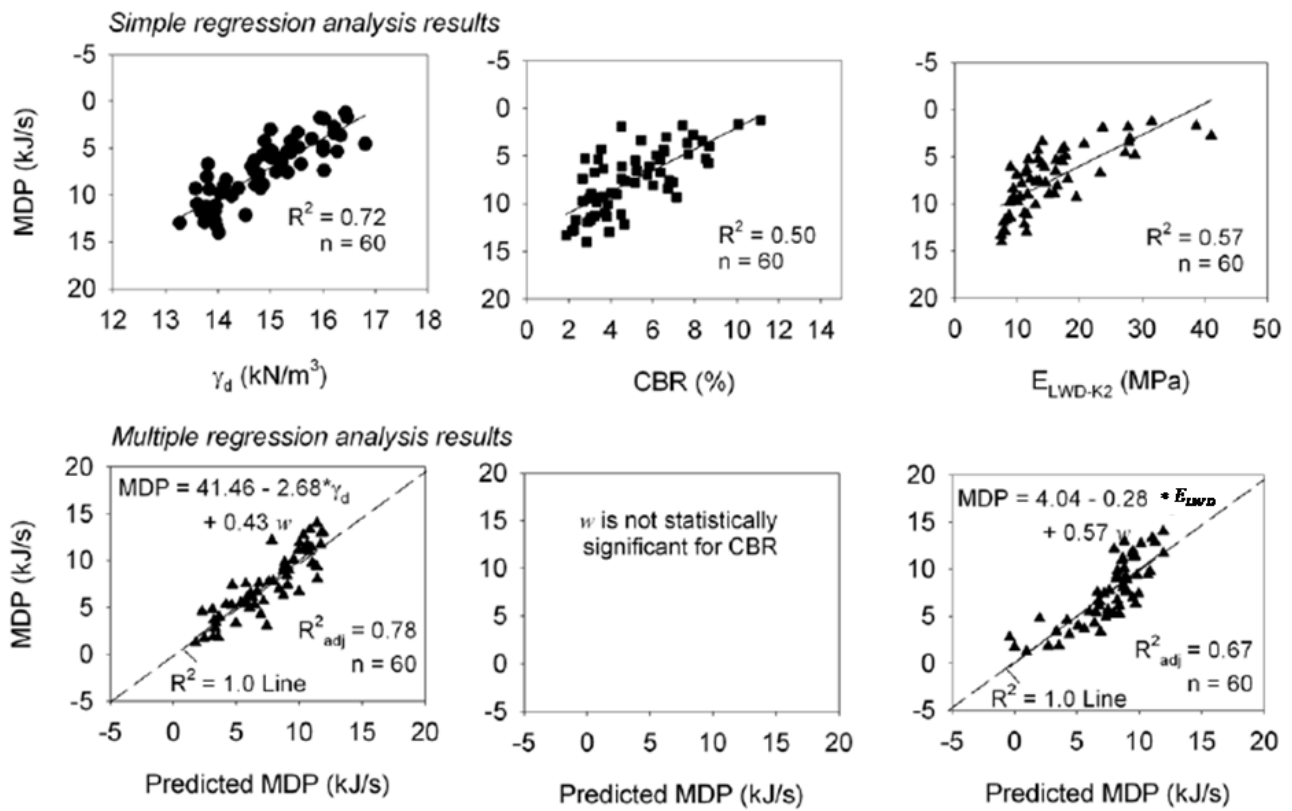 Simple regression analysis results
MDP (kJ/s)
-5
0
5
10
15
20
R² = 0.72
n = 60
12 13 14 15 16 17 18
γd (kN/m³)
-5
0
5
10
15
20
R² = 0.50
n = 60
0 2 4 6 8 10 12 14
CBR (%)
-5
0
5
10
15
20
R² = 0.57
n = 60
0 10 20 30 40 50
E_LWD-K2 (MPa)
Multiple regression analysis results
MDP (kJ/s)
20
15
10
5
0
-5
MDP = 41.46 - 2.68*γd
+ 0.43 w
R²adj = 0.78
n = 60
R² = 1.0 Line
-5 0 5 10 15 20
Predicted MDP (kJ/s)
20
15
10
5
0
-5
w is not statistically
significant for CBR
-5 0 5 10 15 20
Predicted MDP (kJ/s)
20
15
10
5
0
-5
MDP = 4.04 - 0.28 * E_LWD
+ 0.57 w
R²adj = 0.67
n = 60
R² = 1.0 Line
-5 0 5 10 15 20
Predicted MDP (kJ/s)